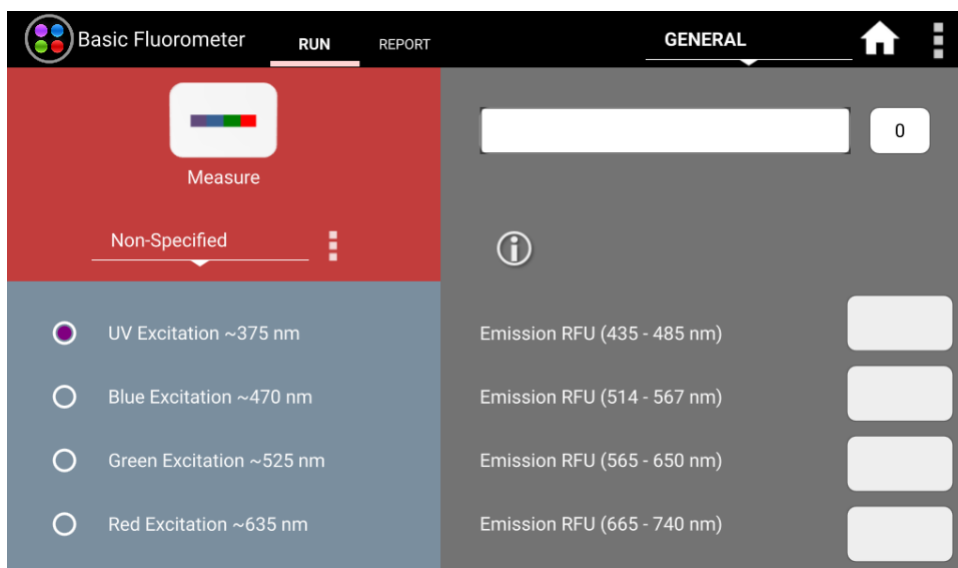 Basic Fluorometer RUN REPORT GENERAL
Measure
0
Non-Specified
UV Excitation ~375 nm
Emission RFU (435 - 485 nm)
Blue Excitation ~470 nm
Emission RFU (514 - 567 nm)
Green Excitation ~525 nm
Emission RFU (565 - 650 nm)
Red Excitation ~635 nm
Emission RFU (665 - 740 nm)